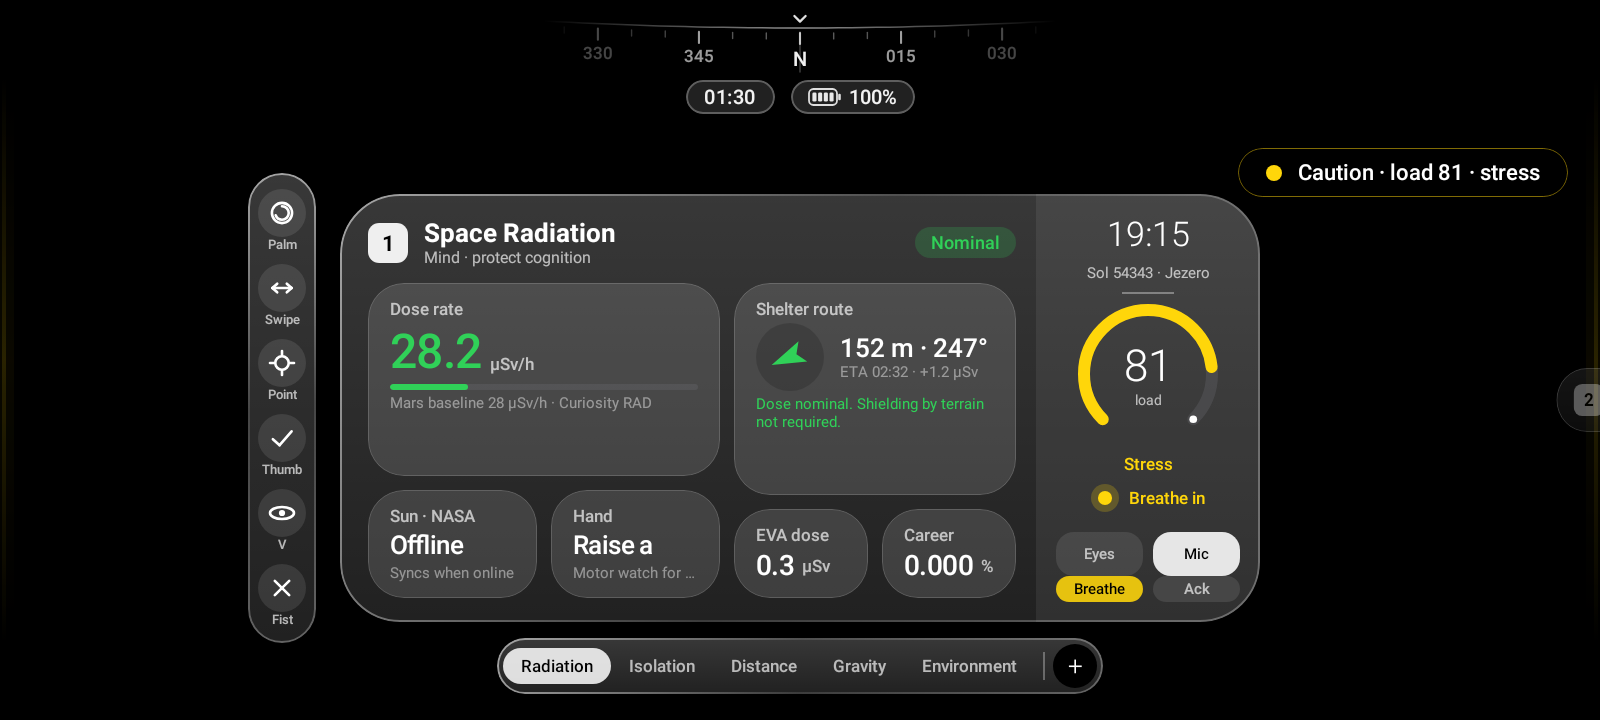 330
345
N
015
030
01:30
100%
Caution · load 81 · stress
Palm
Swipe
Point
Thumb
V
Fist
1
Space Radiation
Mind · protect cognition
Nominal
Dose rate
28.2 µSv/h
Mars baseline 28 µSv/h · Curiosity RAD
Shelter route
152 m · 247°
ETA 02:32 · +1.2 µSv
Dose nominal. Shielding by terrain
not required.
Sun · NASA
Offline
Syncs when online
Hand
Raise a
Motor watch for ...
EVA dose
0.3 µSv
Career
0.000 %
19:15
Sol 54343 · Jezero
81
load
Stress
Breathe in
Eyes
Mic
Breathe
Ack
2
Radiation
Isolation
Distance
Gravity
Environment
+